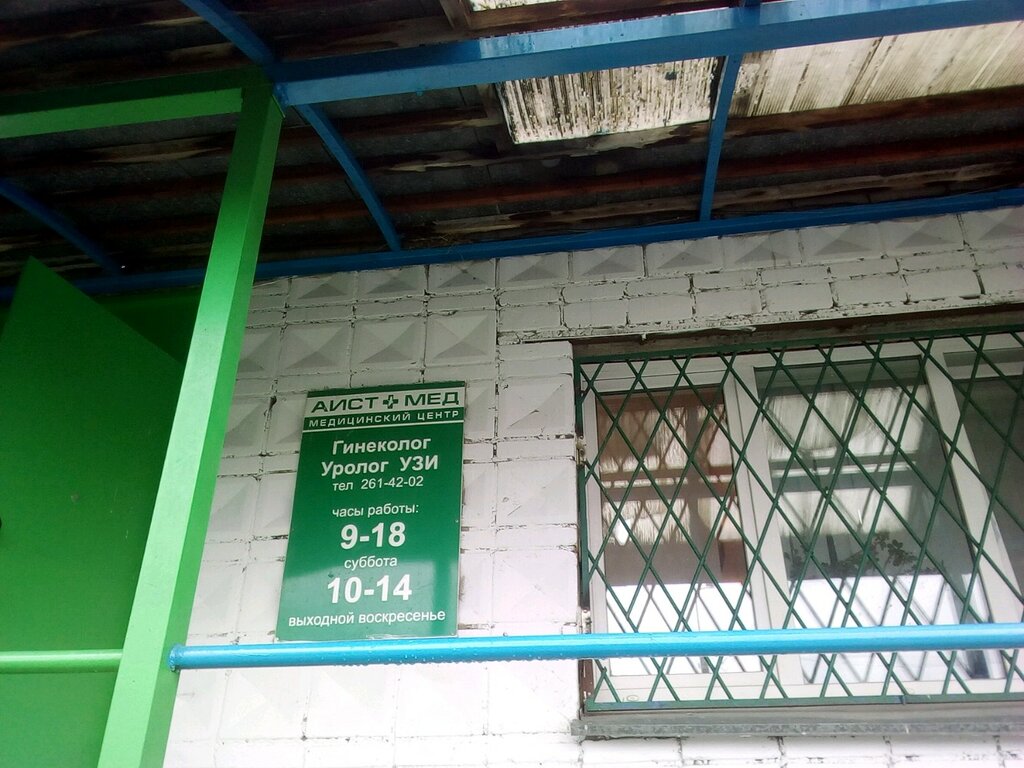 АИСТ МЕД
МЕДИЦИНСКИЙ ЦЕНТР
Гинеколог
Уролог УЗИ
тел 261-42-02
часы работы:
9-18
суббота
10-14
выходной воскресенье